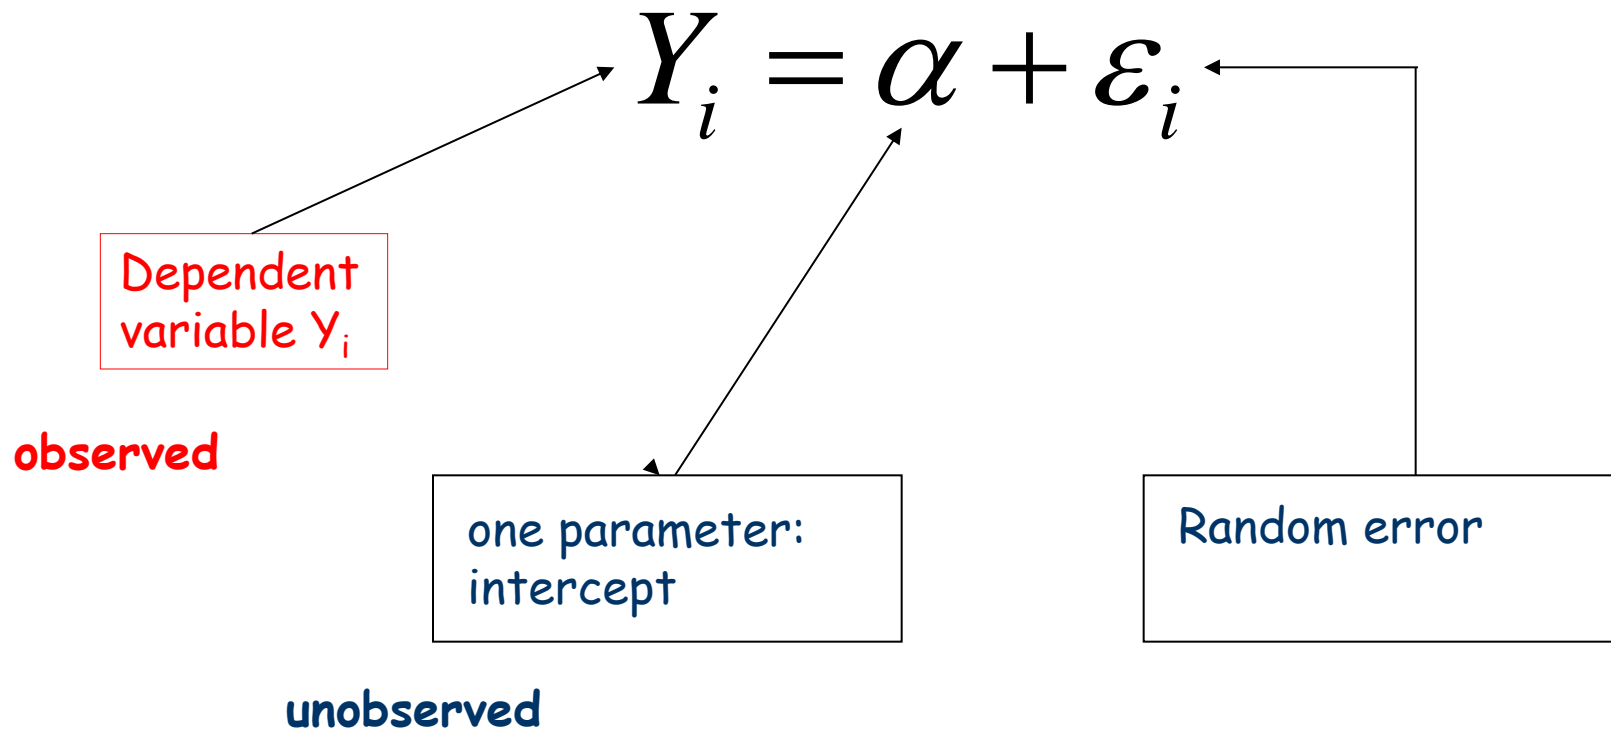 Yᵢ = α + εᵢ
Dependent
variable Yᵢ
observed
one parameter:
intercept
Random error
unobserved